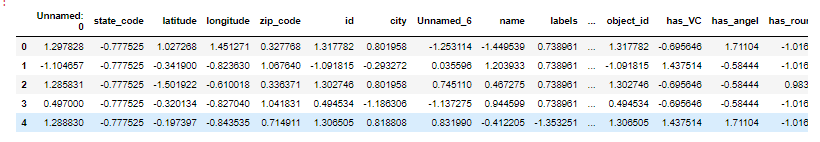 Unnamed: 0 state_code latitude longitude zip_code id city Unnamed_6 name labels ... object_id has_VC has_angel has_roun
0 1.297828 -0.777525 1.027268 1.451271 0.327768 1.317782 0.801958 -1.253114 -1.449539 0.738961 ... 1.317782 -0.695646 1.71104 -1.016
1 -1.104657 -0.777525 -0.341900 -0.823630 1.067640 -1.091815 -0.293272 0.035596 1.203933 0.738961 ... -1.091815 1.437514 -0.58444 -1.016
2 1.285831 -0.777525 -1.501922 -0.610018 0.336371 1.302746 0.801958 0.745110 0.467275 0.738961 ... 1.302746 -0.695646 -0.58444 0.983
3 0.497000 -0.777525 -0.320134 -0.827040 1.041831 0.494534 -1.186306 -1.137275 0.944599 0.738961 ... 0.494534 -0.695646 -0.58444 -1.016
4 1.288830 -0.777525 -0.197397 -0.843535 0.714911 1.306505 0.818808 0.831990 -0.412205 -1.353251 ... 1.306505 1.437514 1.71104 -1.016